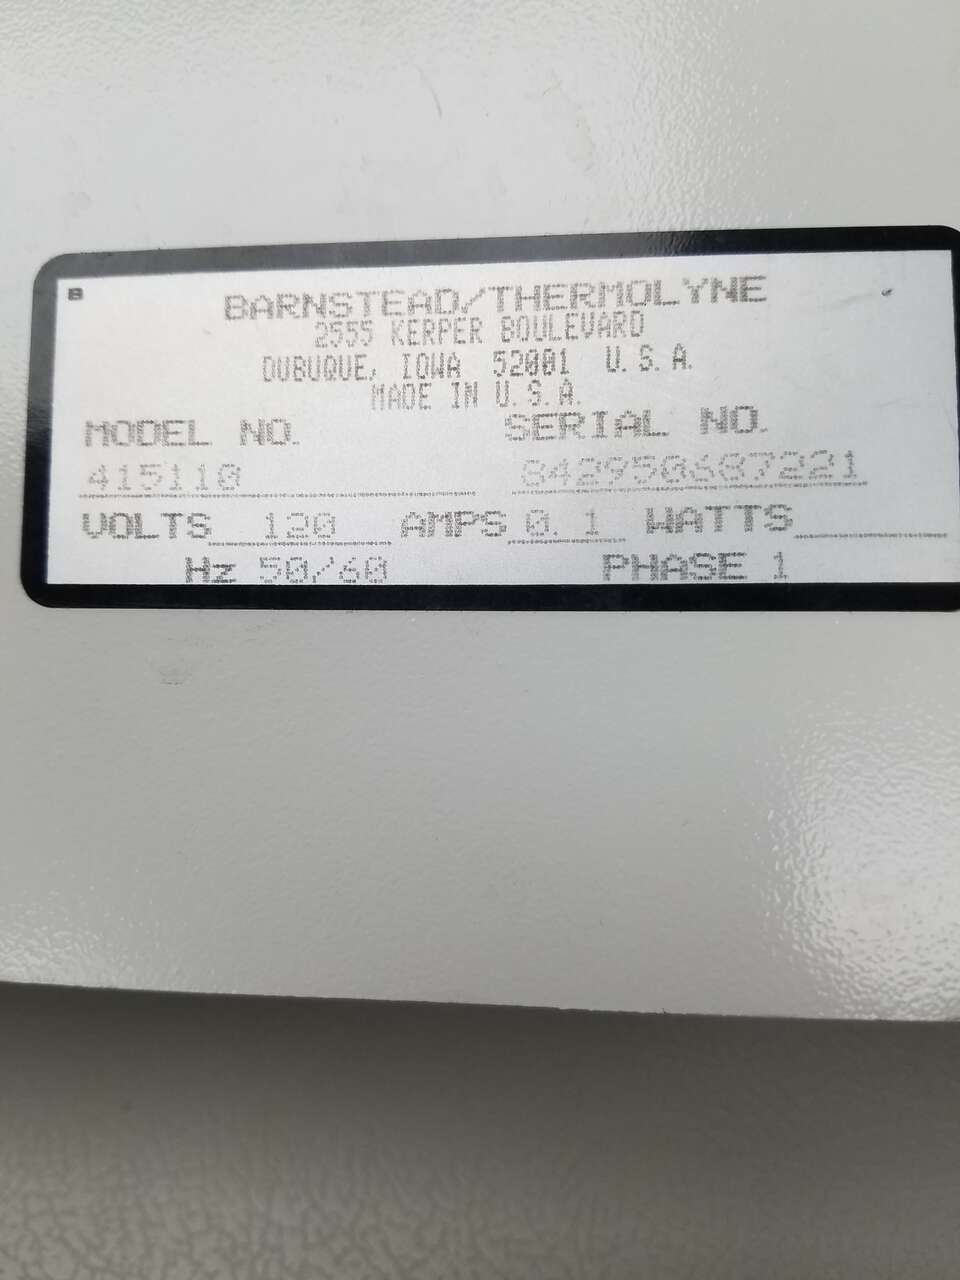 B
BARNSTEAD/THERMOLYNE
2555 KERPER BOULEVARD
DUBUQUE, IOWA 52001 U.S.A.
MADE IN U.S.A.
MODEL NO. SERIAL NO.
415110 842950687221
VOLTS 120 AMPS 0.1 WATTS
Hz 50/60 PHASE 1